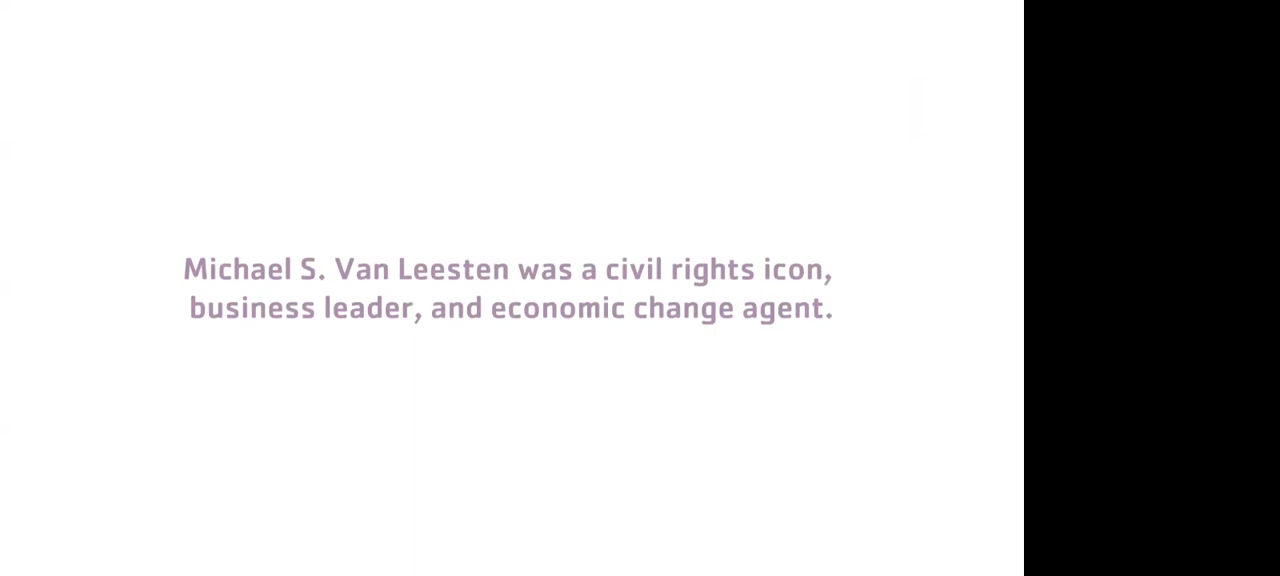 Michael S. Van Leesten was a civil rights icon,
business leader, and economic change agent.